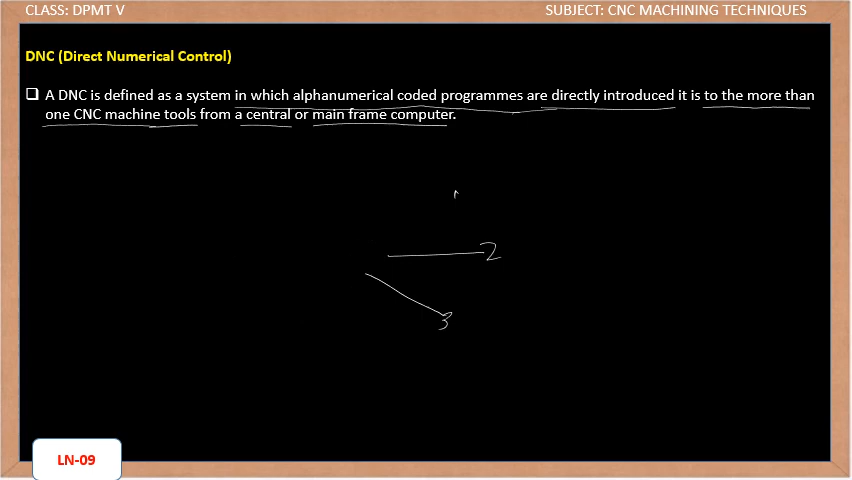 CLASS: DPMT V
SUBJECT: CNC MACHINING TECHNIQUES
DNC (Direct Numerical Control)
A DNC is defined as a system in which alphanumerical coded programmes are directly introduced it is to the more than
one CNC machine tools from a central or main frame computer.
2
3
LN-09